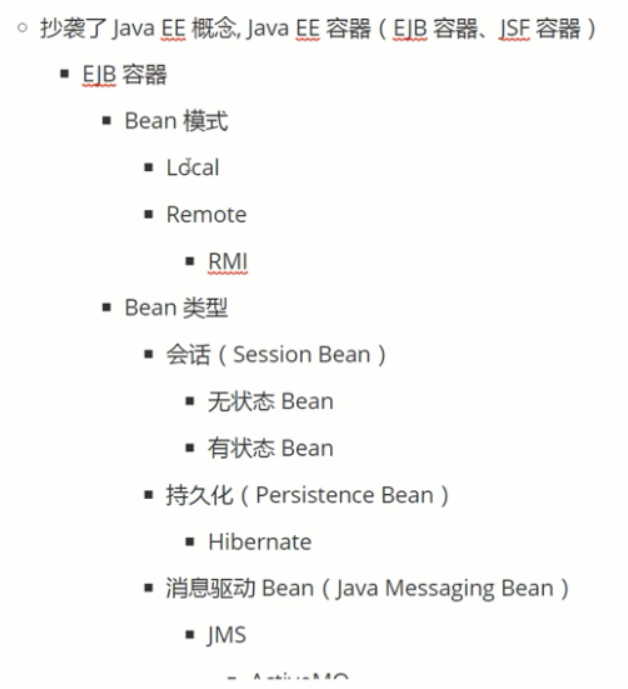 抄袭了 Java EE 概念, Java EE 容器（EJB 容器、JSF 容器）
EJB 容器
Bean 模式
Local
Remote
RMI
Bean 类型
会话（Session Bean）
无状态 Bean
有状态 Bean
持久化（Persistence Bean）
Hibernate
消息驱动 Bean（Java Messaging Bean）
JMS